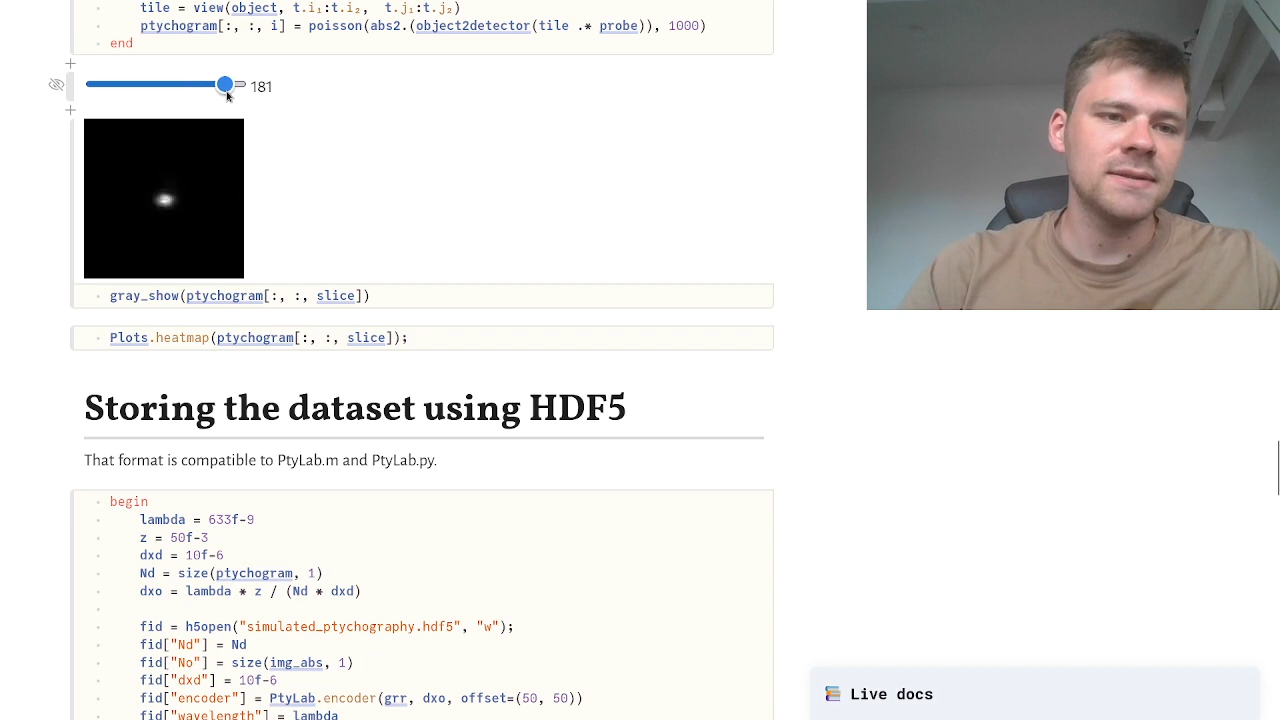 tile = view(object, t.i₁:t.i₂,  t.j₁:t.j₂)
ptychogram[:, :, i] = poisson(abs2.(object2detector(tile .* probe)), 1000)
end
181
gray_show(ptychogram[:, :, slice])
Plots.heatmap(ptychogram[:, :, slice]);
Storing the dataset using HDF5
That format is compatible to PtyLab.m and PtyLab.py.
begin
lambda = 633f-9
z = 50f-3
dxd = 10f-6
Nd = size(ptychogram, 1)
dxo = lambda * z / (Nd * dxd)
fid = h5open("simulated_ptychography.hdf5", "w");
fid["Nd"] = Nd
fid["No"] = size(img_abs, 1)
fid["dxd"] = 10f-6
fid["encoder"] = PtyLab.encoder(grr, dxo, offset=(50, 50))
fid["wavelength"] = lambda
Live docs